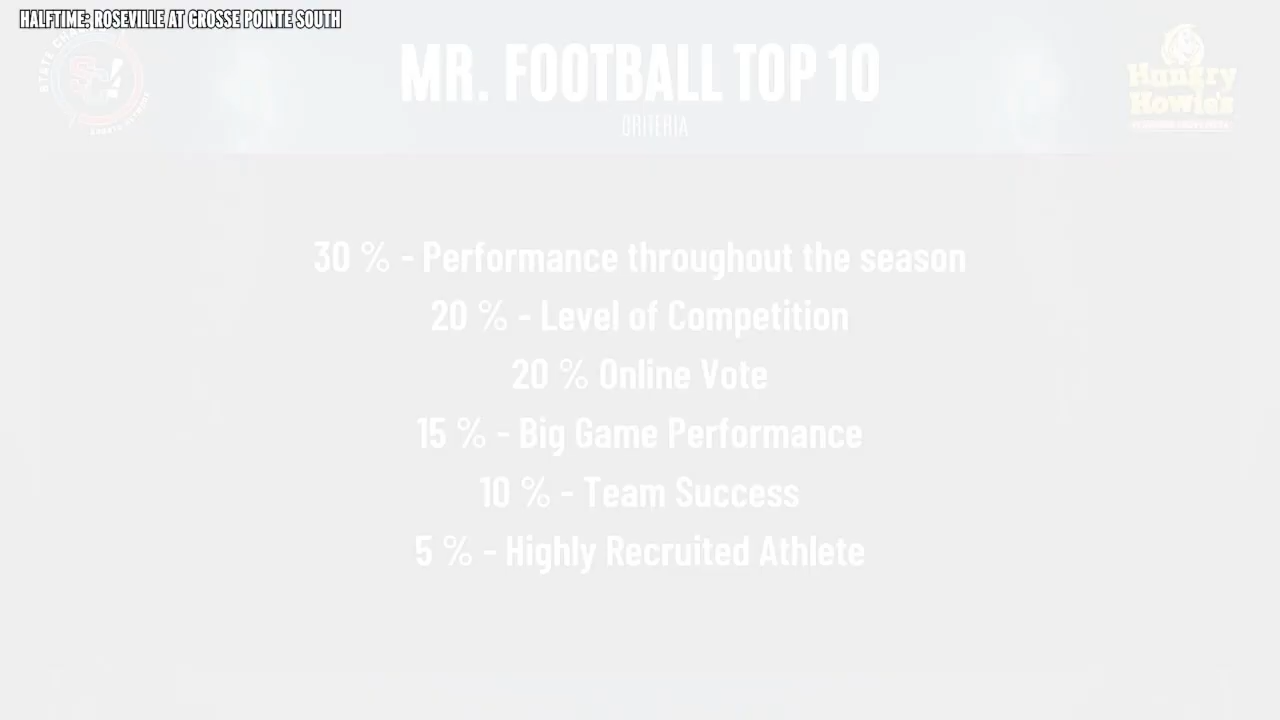 HALFTIME: ROSEVILLE AT GROSSE POINTE SOUTH
MR. FOOTBALL TOP 10
CRITERIA
Hungry
Howie's
30 % - Performance throughout the season
20 % - Level of Competition
20 % Online Vote
15 % - Big Game Performance
10 % - Team Success
5 % - Highly Recruited Athlete